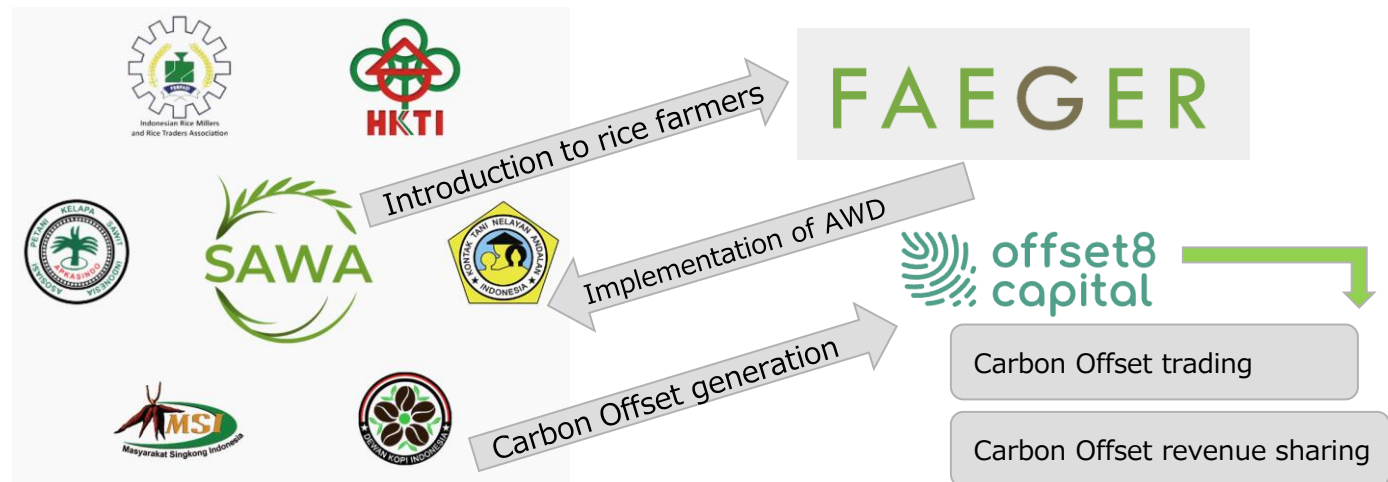 PERPADI
Indonesian Rice Millers
and Rice Traders Association
HKTI
ASOSIASI PETANI KELAPA SAWIT INDONESIA
APKASINDO
SAWA
KONTAK TANI NELAYAN ANDALAN
INDONESIA
MSI
Masyarakat Singkong Indonesia
DEWAN KOPI INDONESIA
Introduction to rice farmers
FAEGER
Implementation of AWD
offset8
capital
Carbon Offset generation
Carbon Offset trading
Carbon Offset revenue sharing